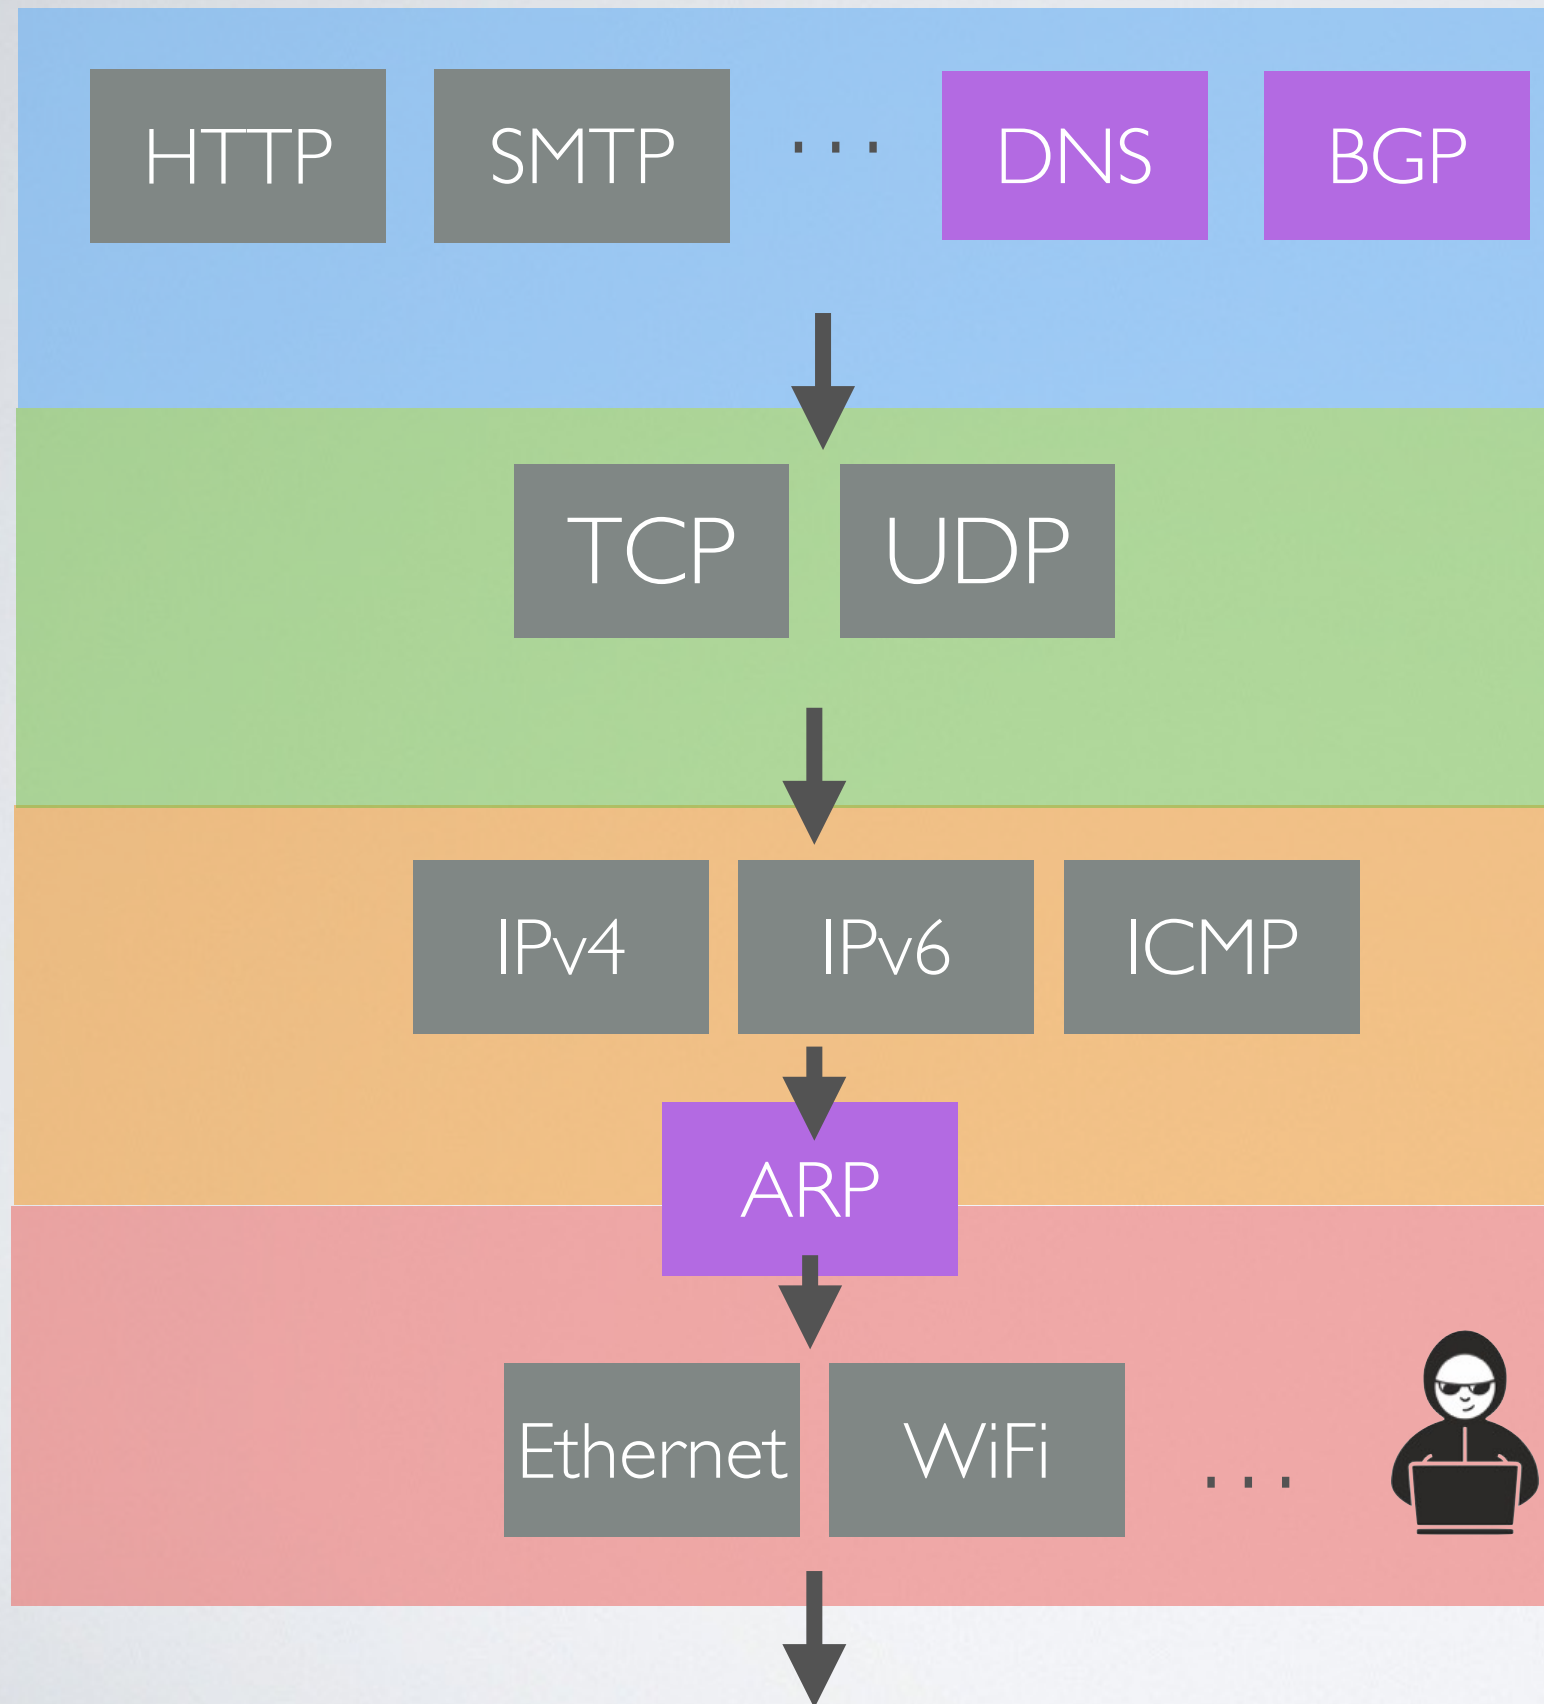 HTTP SMTP ... DNS BGP
TCP UDP
IPv4 IPv6 ICMP
ARP
Ethernet WiFi ...